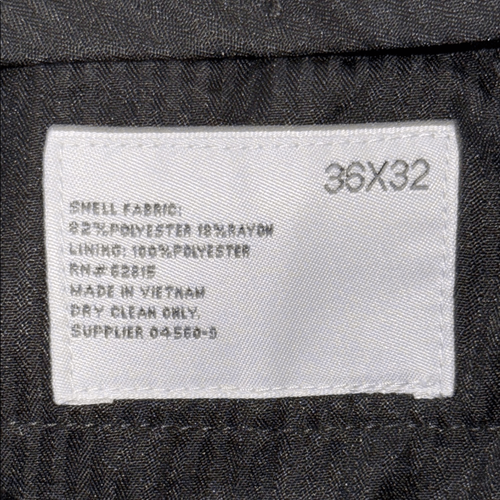 36X32
SHELL FABRIC:
82%POLYESTER 18%RAYON
LINING: 100%POLYESTER
RN# 62815
MADE IN VIETNAM
DRY CLEAN ONLY.
SUPPLIER 04560-9